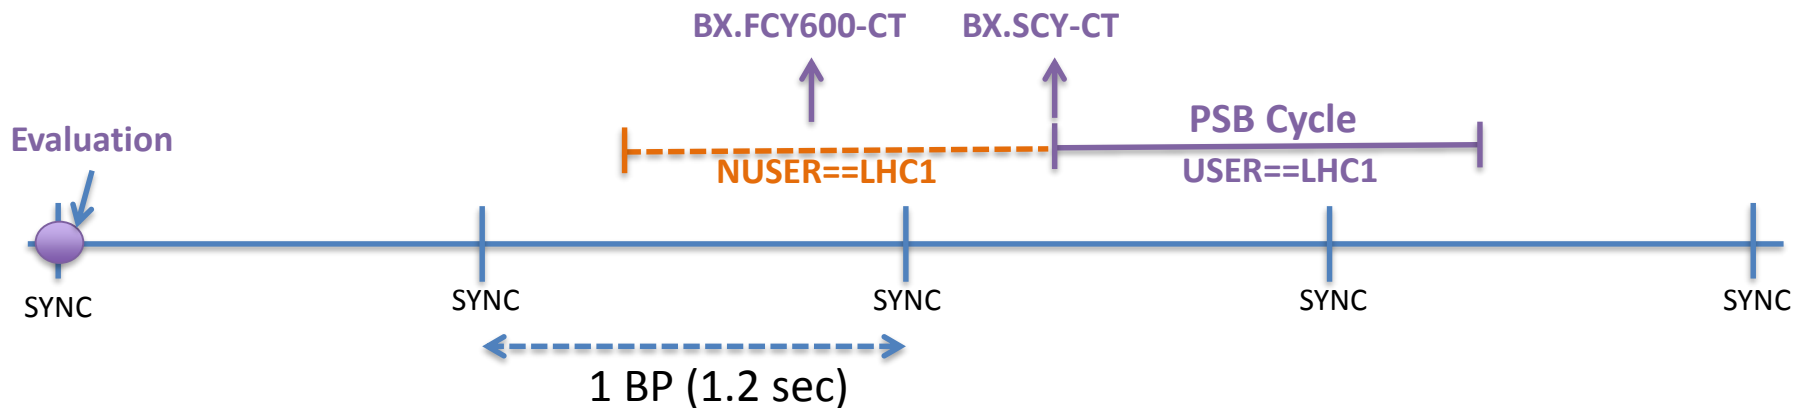 BX.FCY600-CT
BX.SCY-CT
PSB Cycle
Evaluation
NUSER==LHC1
USER==LHC1
SYNC
SYNC
SYNC
SYNC
SYNC
1 BP (1.2 sec)